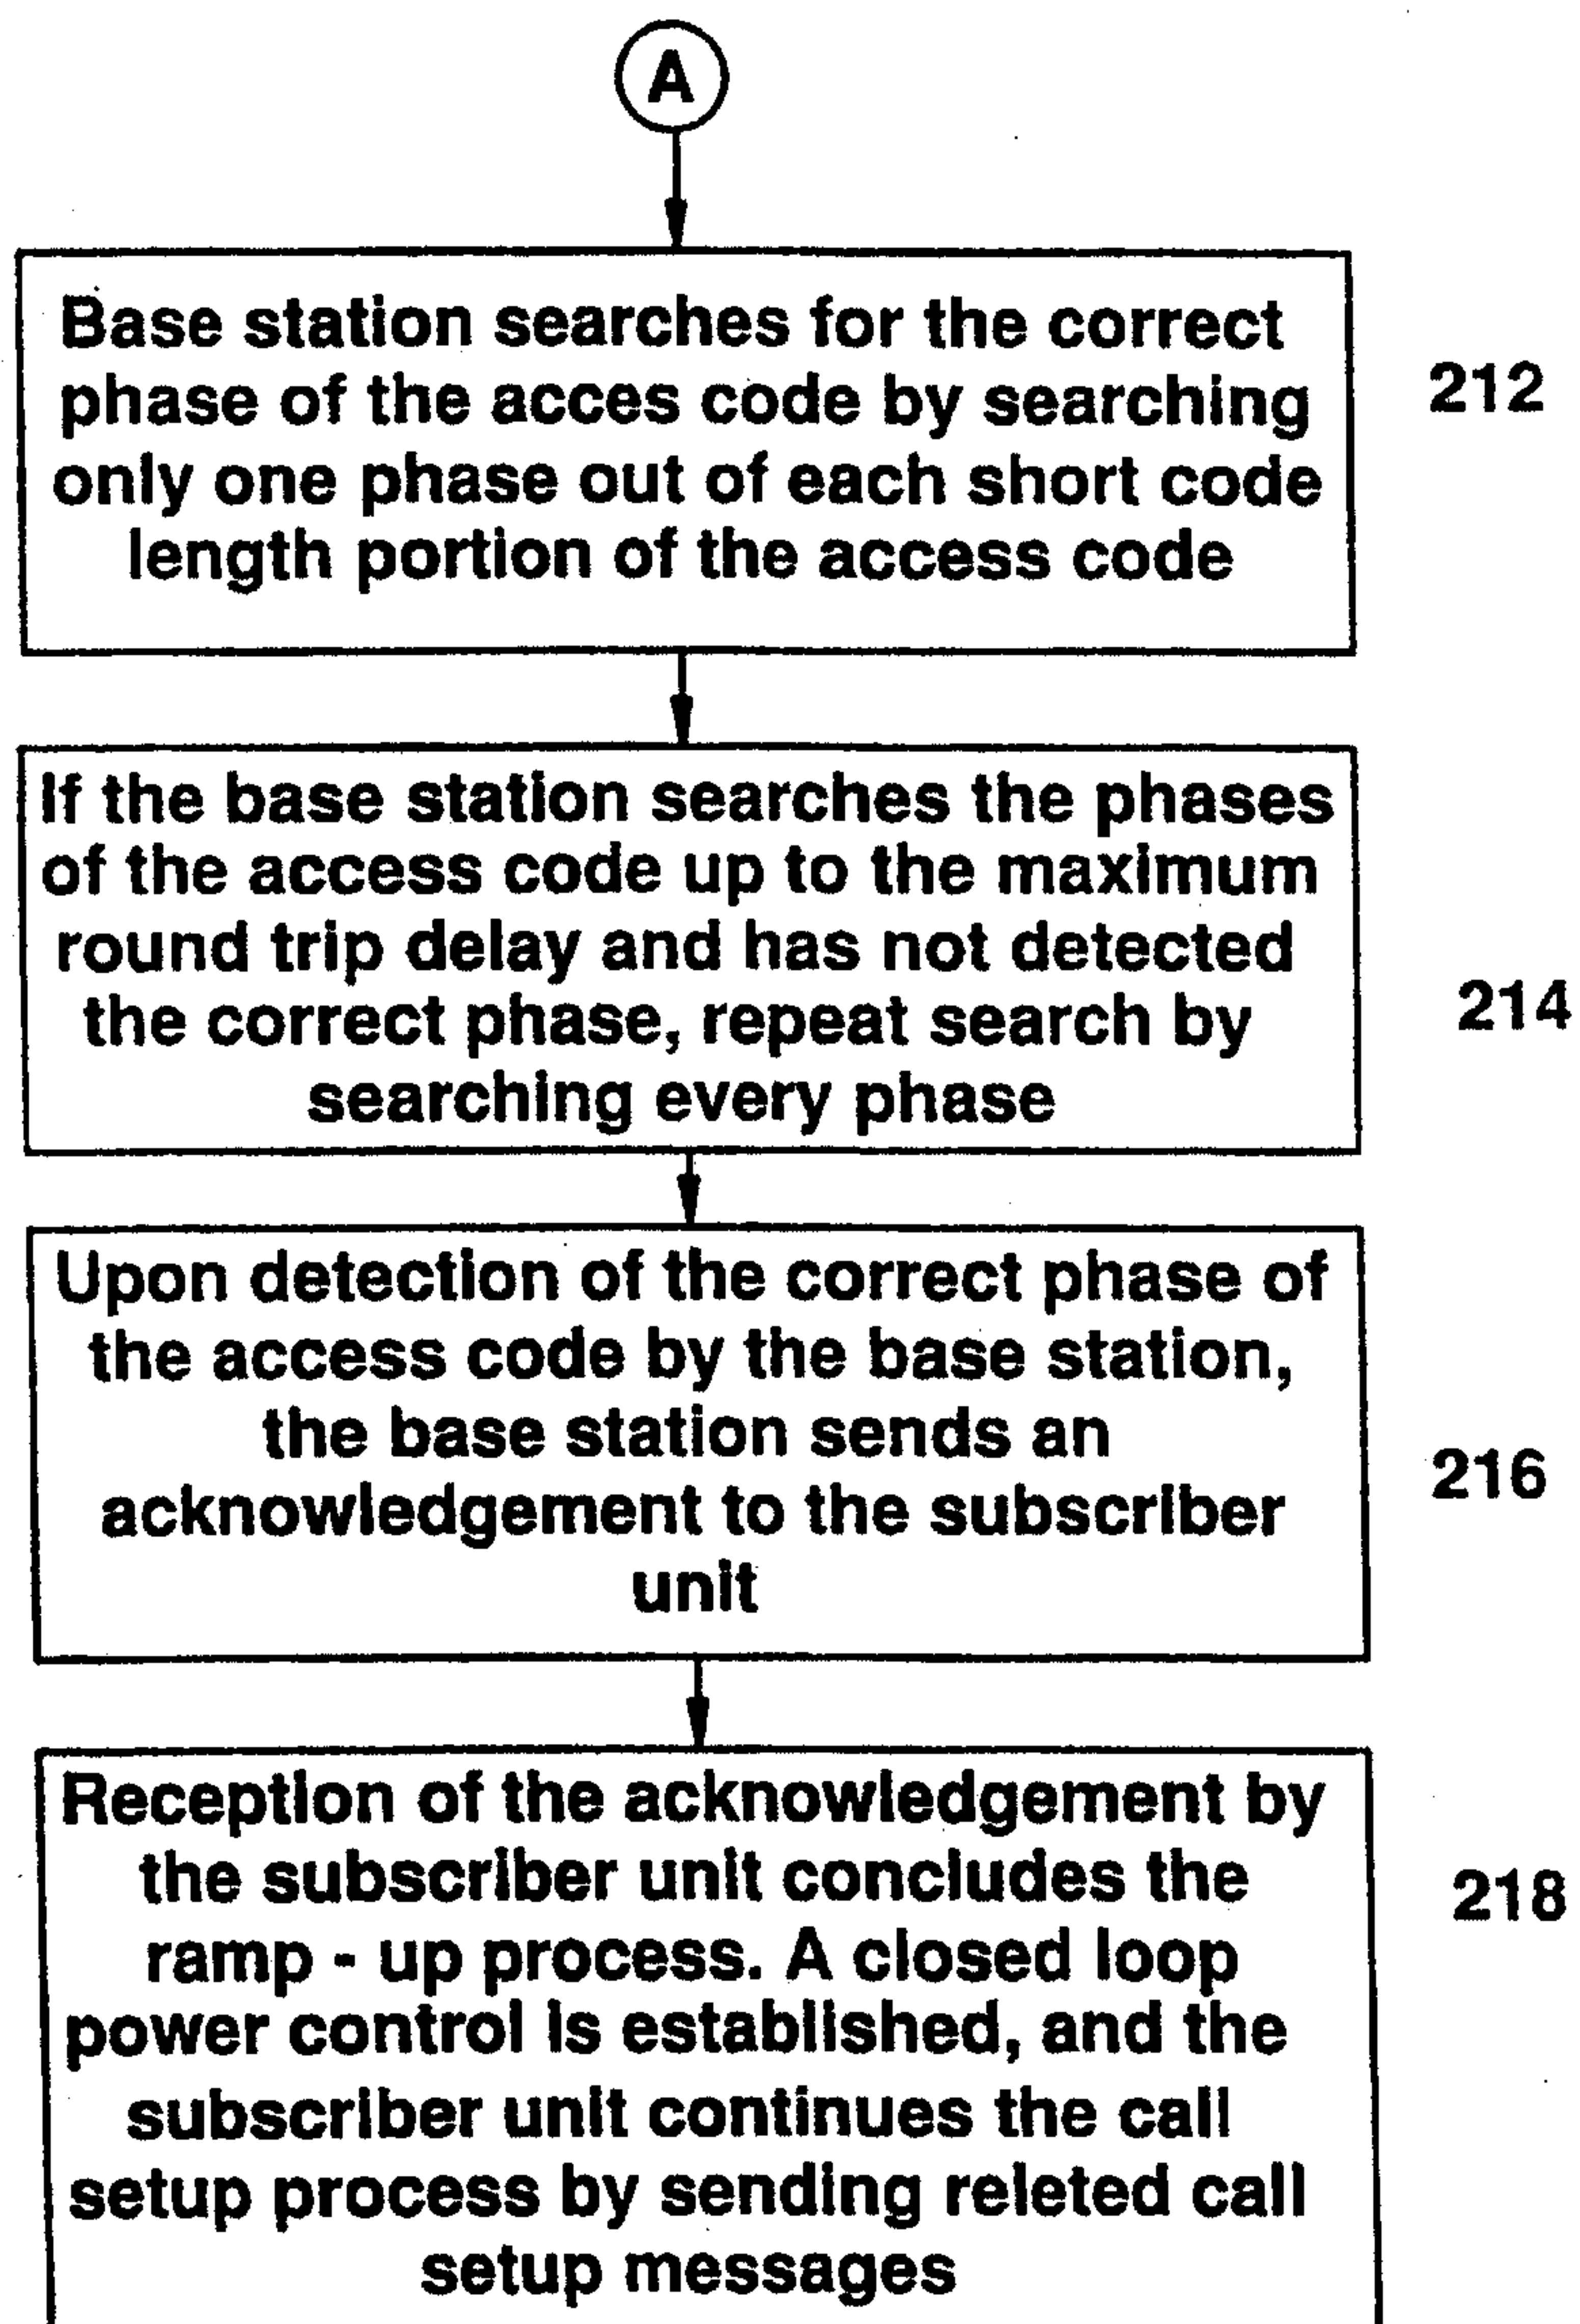 A
Base station searches for the correct
phase of the acces code by searching
only one phase out of each short code
length portion of the access code
212
If the base station searches the phases
of the access code up to the maximum
round trip delay and has not detected
the correct phase, repeat search by
searching every phase
214
Upon detection of the correct phase of
the access code by the base station,
the base station sends an
acknowledgement to the subscriber
unit
216
Reception of the acknowledgement by
the subscriber unit concludes the
ramp - up process. A closed loop
power control is established, and the
subscriber unit continues the call
setup process by sending releted call
setup messages
218